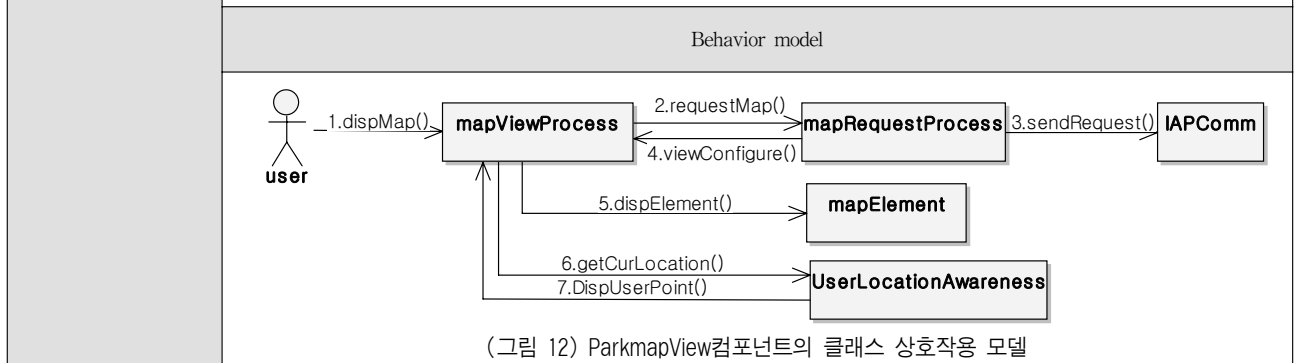 Behavior model
1.dispMap()
mapViewProcess
2.requestMap()
mapRequestProcess
3.sendRequest()
IAPComm
4.viewConfigure()
user
5.dispElement()
mapElement
6.getCurLocation()
UserLocationAwareness
7.DispUserPoint()
(그림 12) ParkmapView컴포넌트의 클래스 상호작용 모델